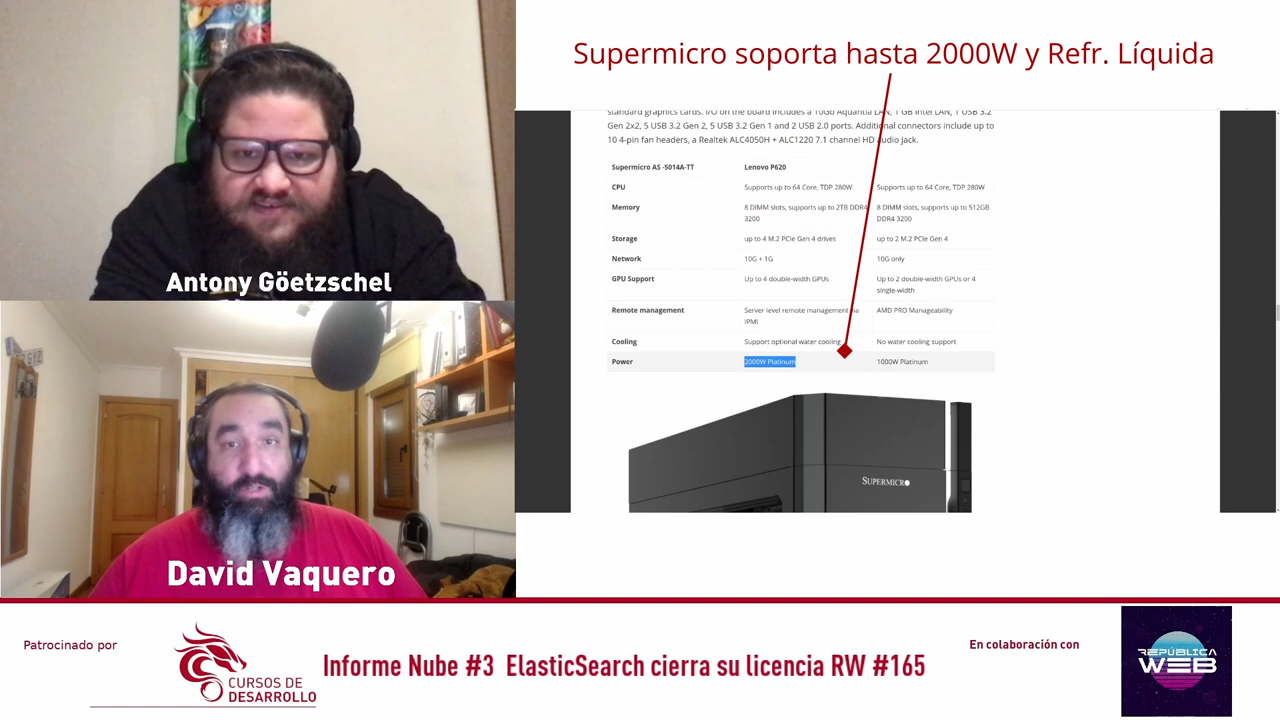 Supermicro soporta hasta 2000W y Refr. Líquida
standard graphics cards. I/O on the board includes a 10Gb Aquantia LAN, 1 GB Intel LAN, 1 USB 3.2
Gen 2x2, 5 USB 3.2 Gen 2, 5 USB 3.2 Gen 1 and 2 USB 2.0 ports. Additional connectors include up to
10 4-pin fan headers, a Realtek ALC4050H + ALC1220 7.1 channel HD audio jack.
Supermicro AS -5014A-TT Lenovo P620
CPU Supports up to 64 Core, TDP 280W Supports up to 64 Core, TDP 280W
Memory 8 DIMM slots, supports up to 2TB DDR4 8 DIMM slots, supports up to 512GB
3200 DDR4 3200
Storage up to 4 M.2 PCIe Gen 4 drives up to 2 M.2 PCIe Gen 4
Network 10G + 1G 10G only
GPU Support Up to 4 double-width GPUs Up to 2 double-width GPUs or 4
single-width
Remote management Server level remote management via AMD PRO Manageability
IPMI
Cooling Support optional water cooling No water cooling support
Power 2000W Platinum 1000W Platinum
SUPERMICRO
Antony Göetzschel
David Vaquero
Patrocinado por
CURSOS DE
DESARROLLO
Informe Nube #3 ElasticSearch cierra su licencia RW #165
En colaboración con
REPÚBLICA
WEB